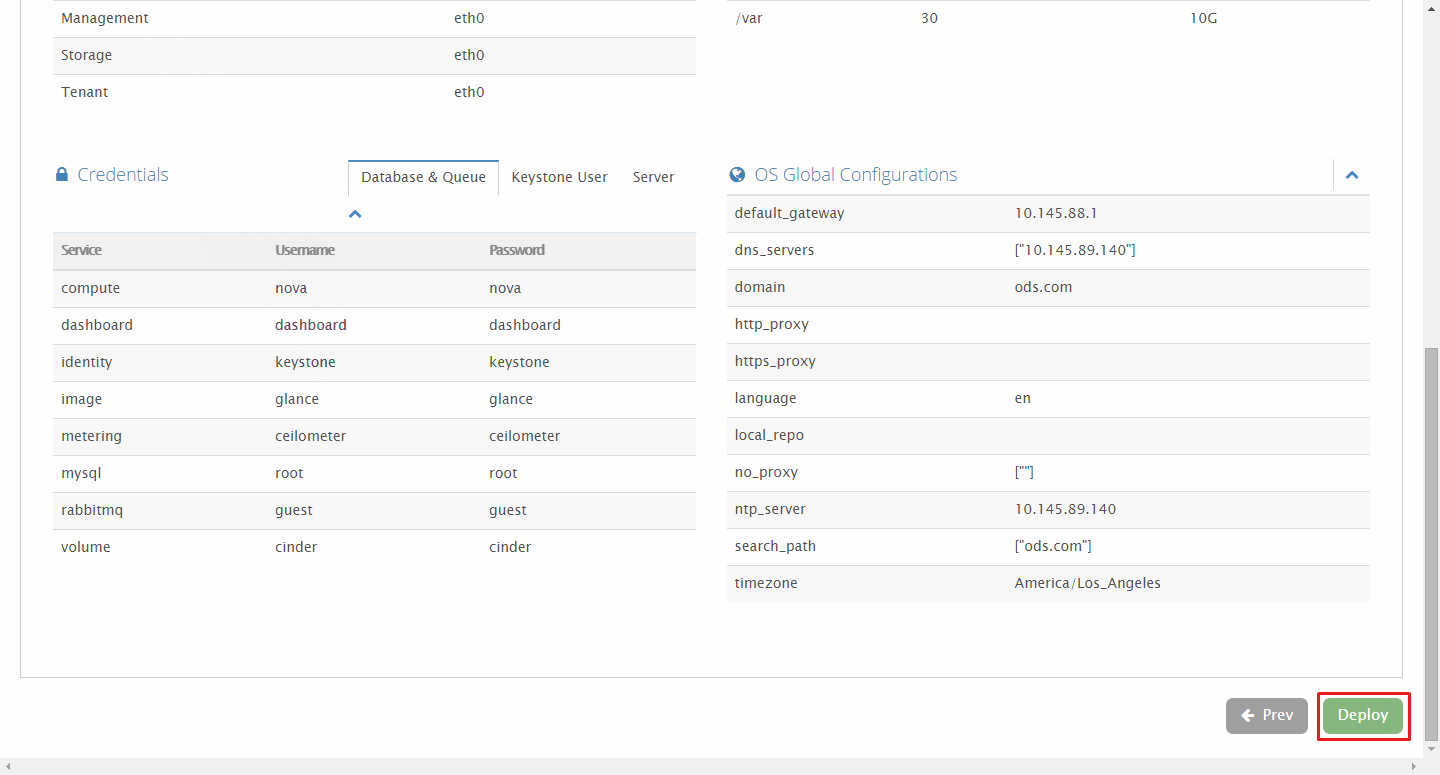 Management eth0
Storage eth0
Tenant eth0
/var 30 10G
Credentials Database & Queue Keystone User Server
Service Username Password
compute nova nova
dashboard dashboard dashboard
identity keystone keystone
image glance glance
metering ceilometer ceilometer
mysql root root
rabbitmq guest guest
volume cinder cinder
OS Global Configurations
default_gateway 10.145.88.1
dns_servers ["10.145.89.140"]
domain ods.com
http_proxy
https_proxy
language en
local_repo
no_proxy [""]
ntp_server 10.145.89.140
search_path ["ods.com"]
timezone America/Los_Angeles
Prev Deploy